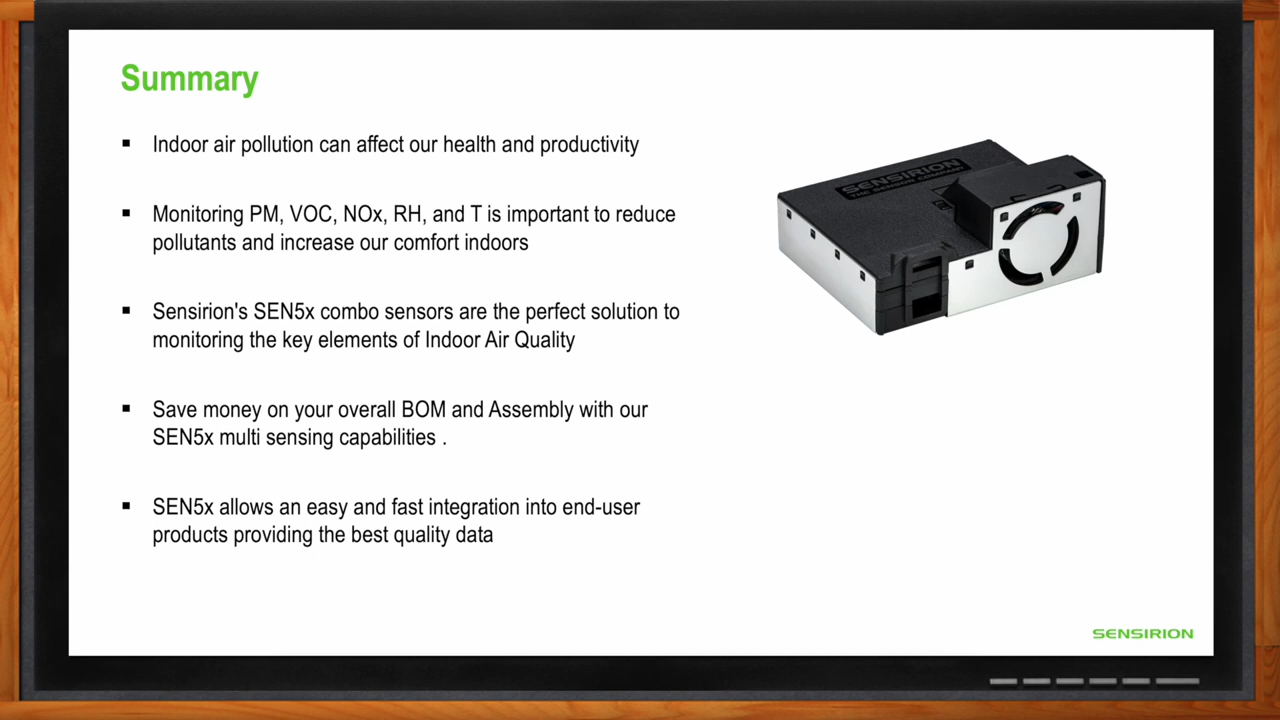 Summary
▪ Indoor air pollution can affect our health and productivity
▪ Monitoring PM, VOC, NOx, RH, and T is important to reduce
pollutants and increase our comfort indoors
▪ Sensirion's SEN5x combo sensors are the perfect solution to
monitoring the key elements of Indoor Air Quality
▪ Save money on your overall BOM and Assembly with our
SEN5x multi sensing capabilities .
▪ SEN5x allows an easy and fast integration into end-user
products providing the best quality data
SENSIRION
THE SENSOR COMPANY
SENSIRION